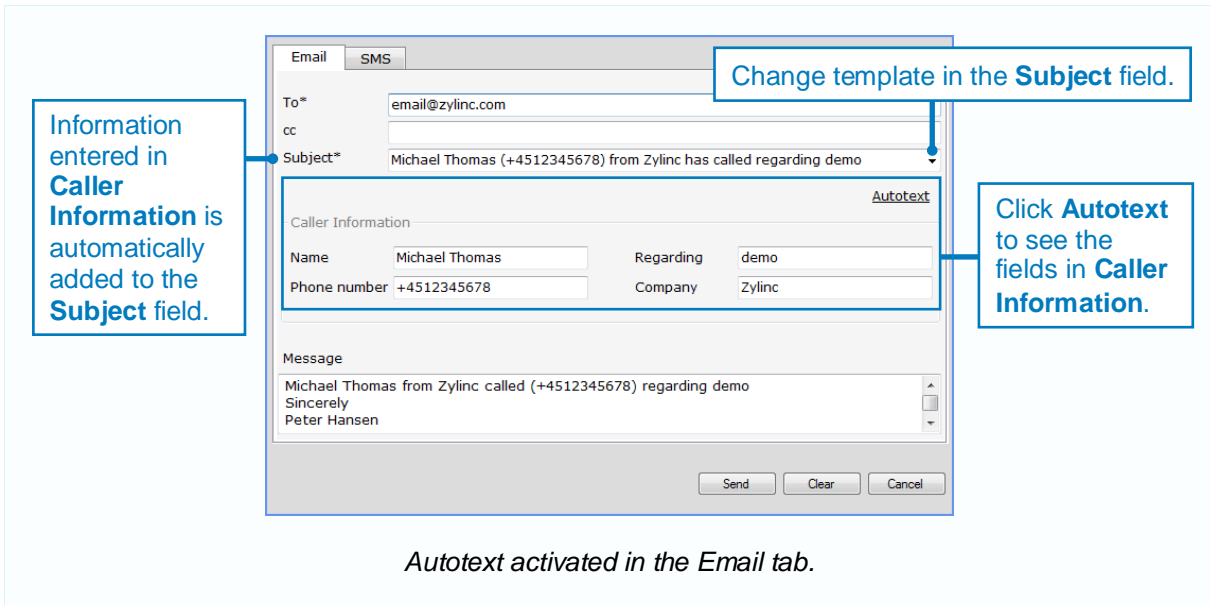 Email
SMS
Change template in the Subject field.
To*
email@zylinc.com
cc
Subject*
Michael Thomas (+4512345678) from Zylinc has called regarding demo
Information
entered in
Caller
Information is
automatically
added to the
Subject field.
Autotext
Caller Information
Name
Michael Thomas
Regarding
demo
Phone number
+4512345678
Company
Zylinc
Click Autotext
to see the
fields in Caller
Information.
Message
Michael Thomas from Zylinc called (+4512345678) regarding demo
Sincerely
Peter Hansen
Send
Clear
Cancel
Autotext activated in the Email tab.